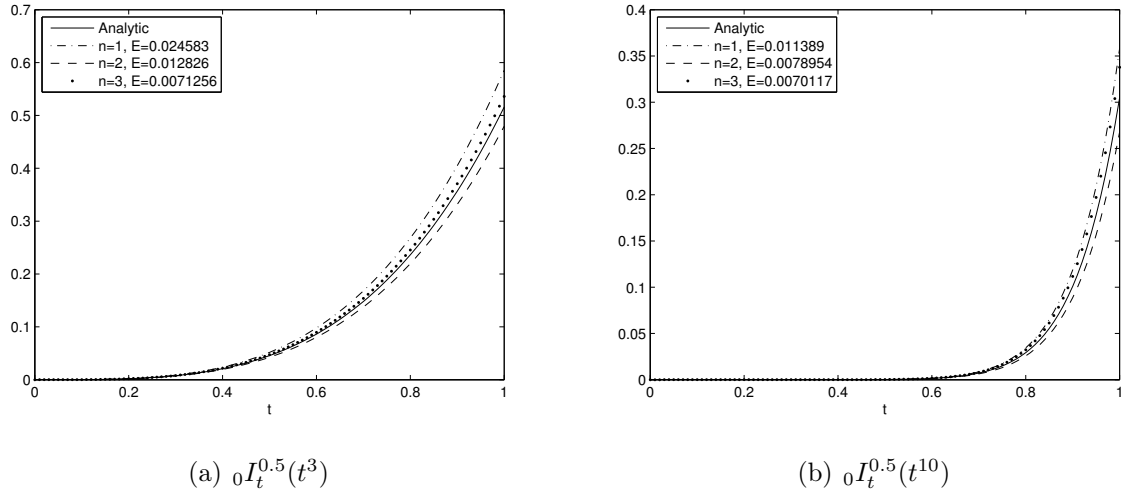 0.7
0.6
0.5
0.4
0.3
0.2
0.1
0
0 0.2 0.4 0.6 0.8 1
t
Analytic
n=1, E=0.024583
n=2, E=0.012826
n=3, E=0.0071256
(a) ₀I_t^{0.5}(t³)
0.4
0.35
0.3
0.25
0.2
0.15
0.1
0.05
0
0 0.2 0.4 0.6 0.8 1
t
Analytic
n=1, E=0.011389
n=2, E=0.0078954
n=3, E=0.0070117
(b) ₀I_t^{0.5}(t¹⁰)